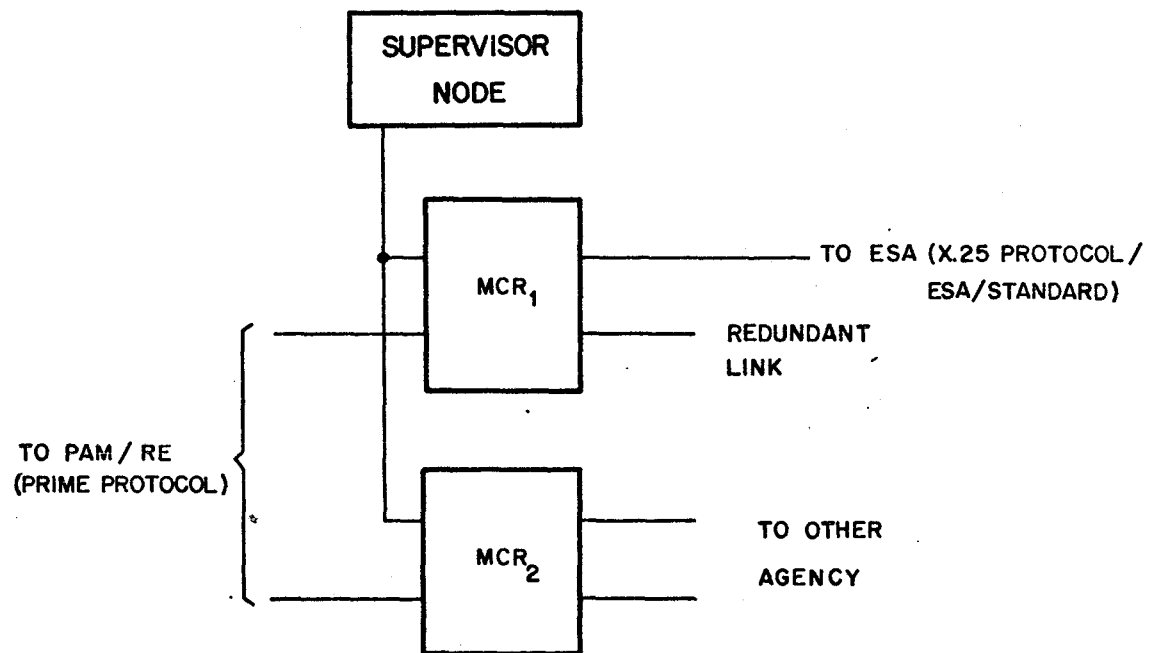 SUPERVISOR
NODE
MCR1
TO ESA (X.25 PROTOCOL/
ESA/STANDARD)
REDUNDANT
LINK
TO PAM/RE
(PRIME PROTOCOL)
MCR2
TO OTHER
AGENCY